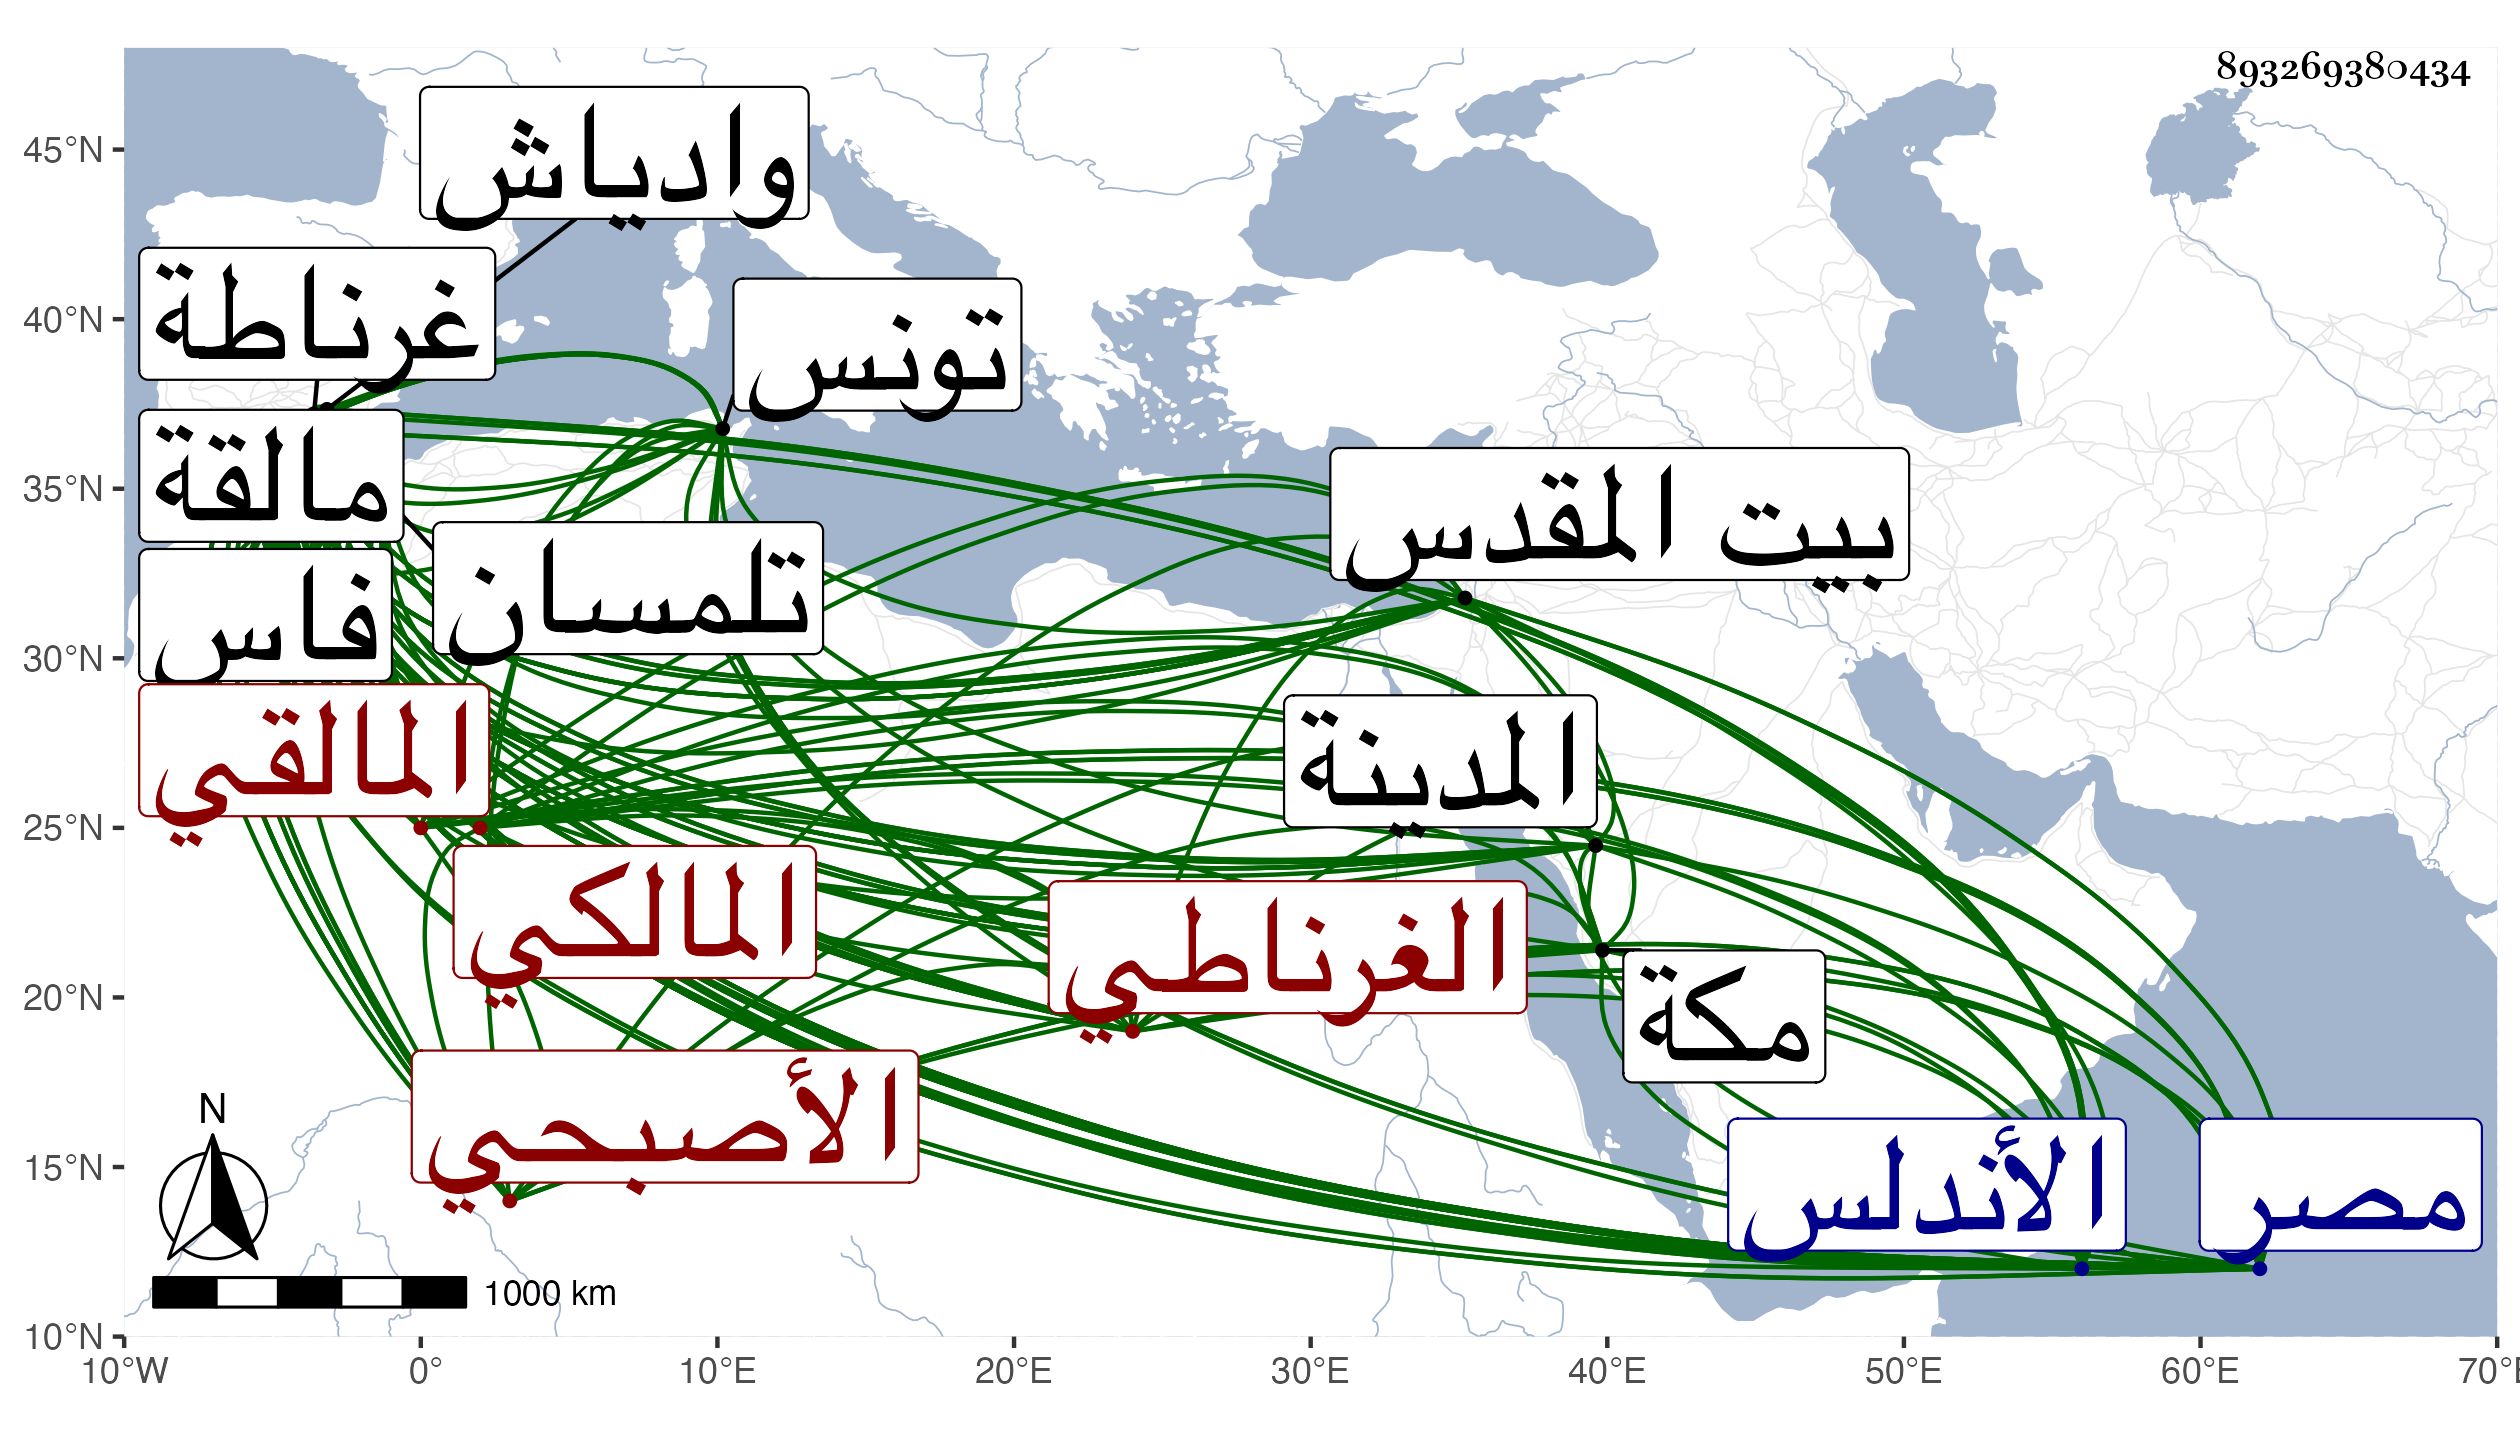 893269380434
وادياش
غرناطة
تونس
مالقة
بيت المقدس
تلمسان
فاس
المالقي
المدينة
المالكي
الغرناطي
مكة
الأصبحي
الأندلس
مصر
N
1000 km
45°N
40°N
35°N
30°N
25°N
20°N
15°N
10°N
10°W
0°
10°E
20°E
30°E
40°E
50°E
60°E
70°E